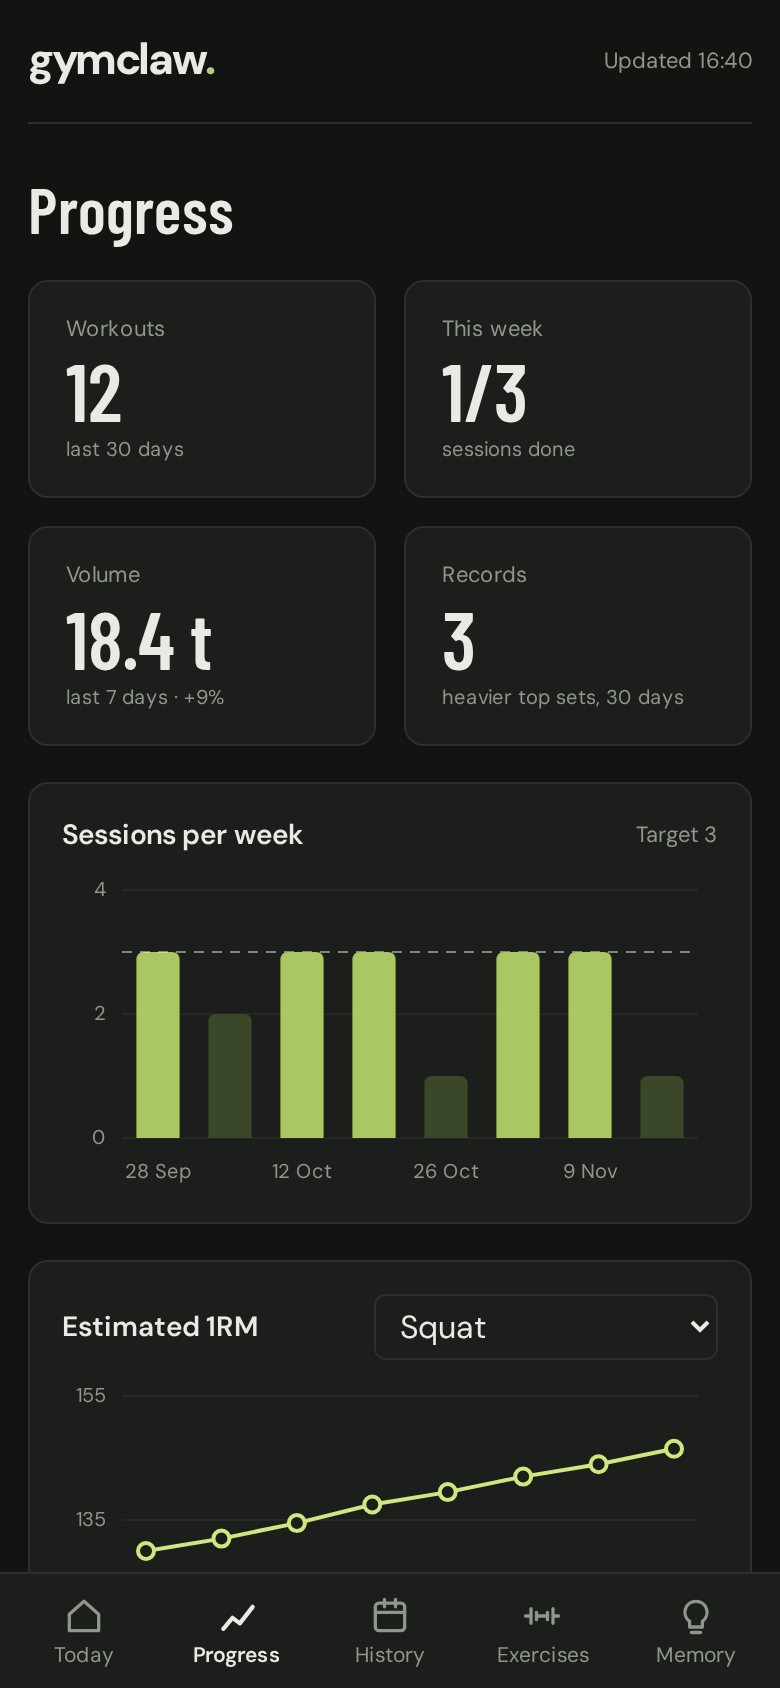 gymclaw.
Updated 16:40
Progress
Workouts
12
last 30 days
This week
1/3
sessions done
Volume
18.4 t
last 7 days · +9%
Records
3
heavier top sets, 30 days
Sessions per week
Target 3
4
2
0
28 Sep
12 Oct
26 Oct
9 Nov
Estimated 1RM
Squat
155
135
Today
Progress
History
Exercises
Memory